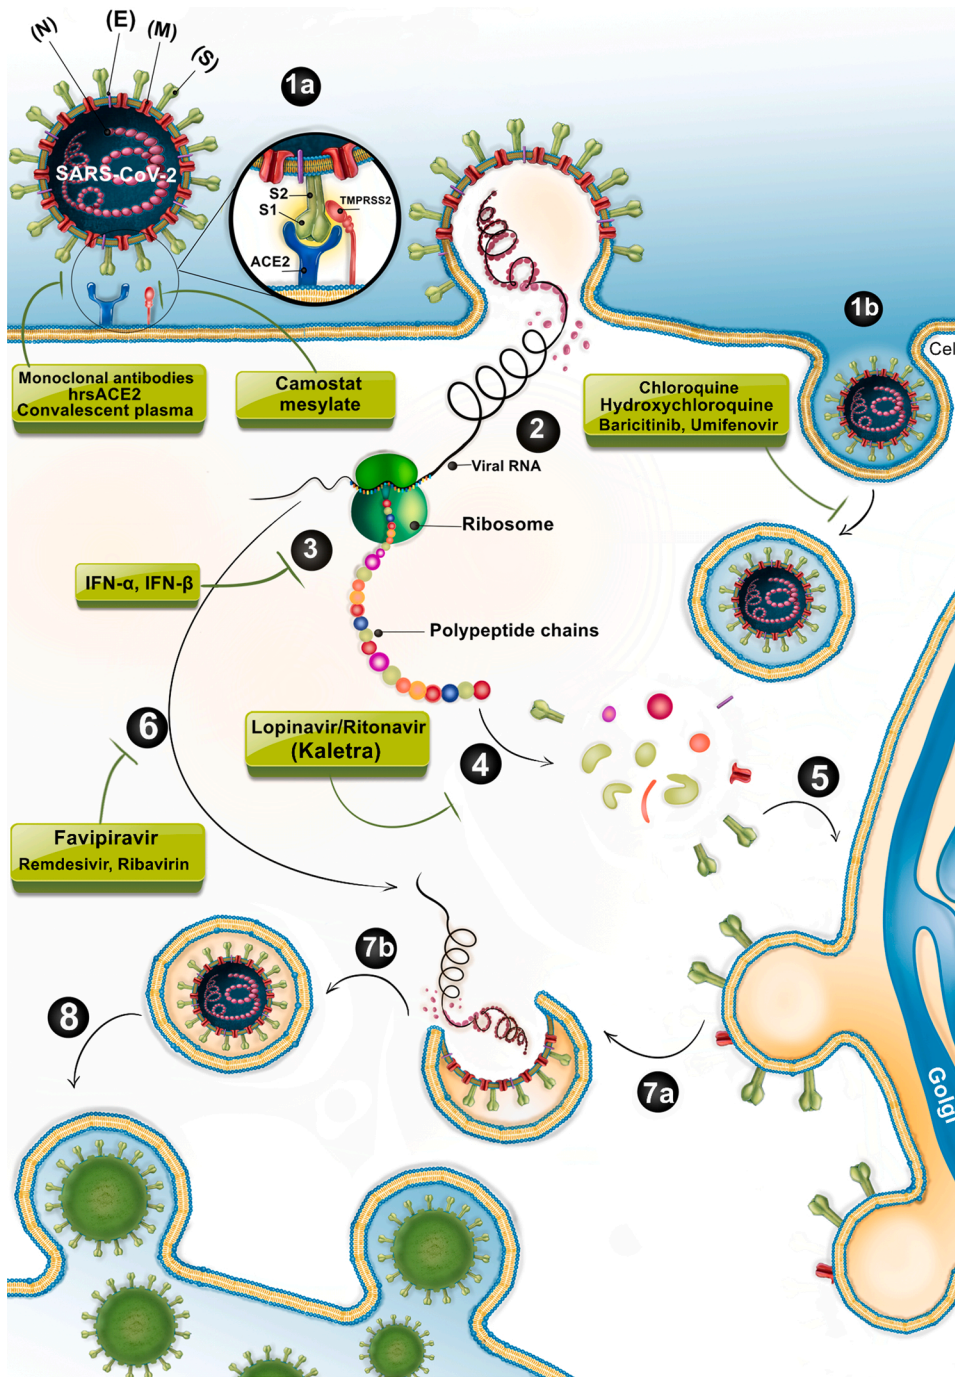 (N)
(E)
(M)
(S)
1a
SARS-CoV-2
S2
S1
TMPRSS2
ACE2
1b
Cel
Monoclonal antibodies
hrsACE2
Convalescent plasma
Camostat
mesylate
Chloroquine
Hydroxychloroquine
Baricitinib, Umifenovir
2
Viral RNA
Ribosome
3
IFN-α, IFN-β
Polypeptide chains
6
Lopinavir/Ritonavir
(Kaletra)
4
5
Favipiravir
Remdesivir, Ribavirin
7b
8
7a
Golgi